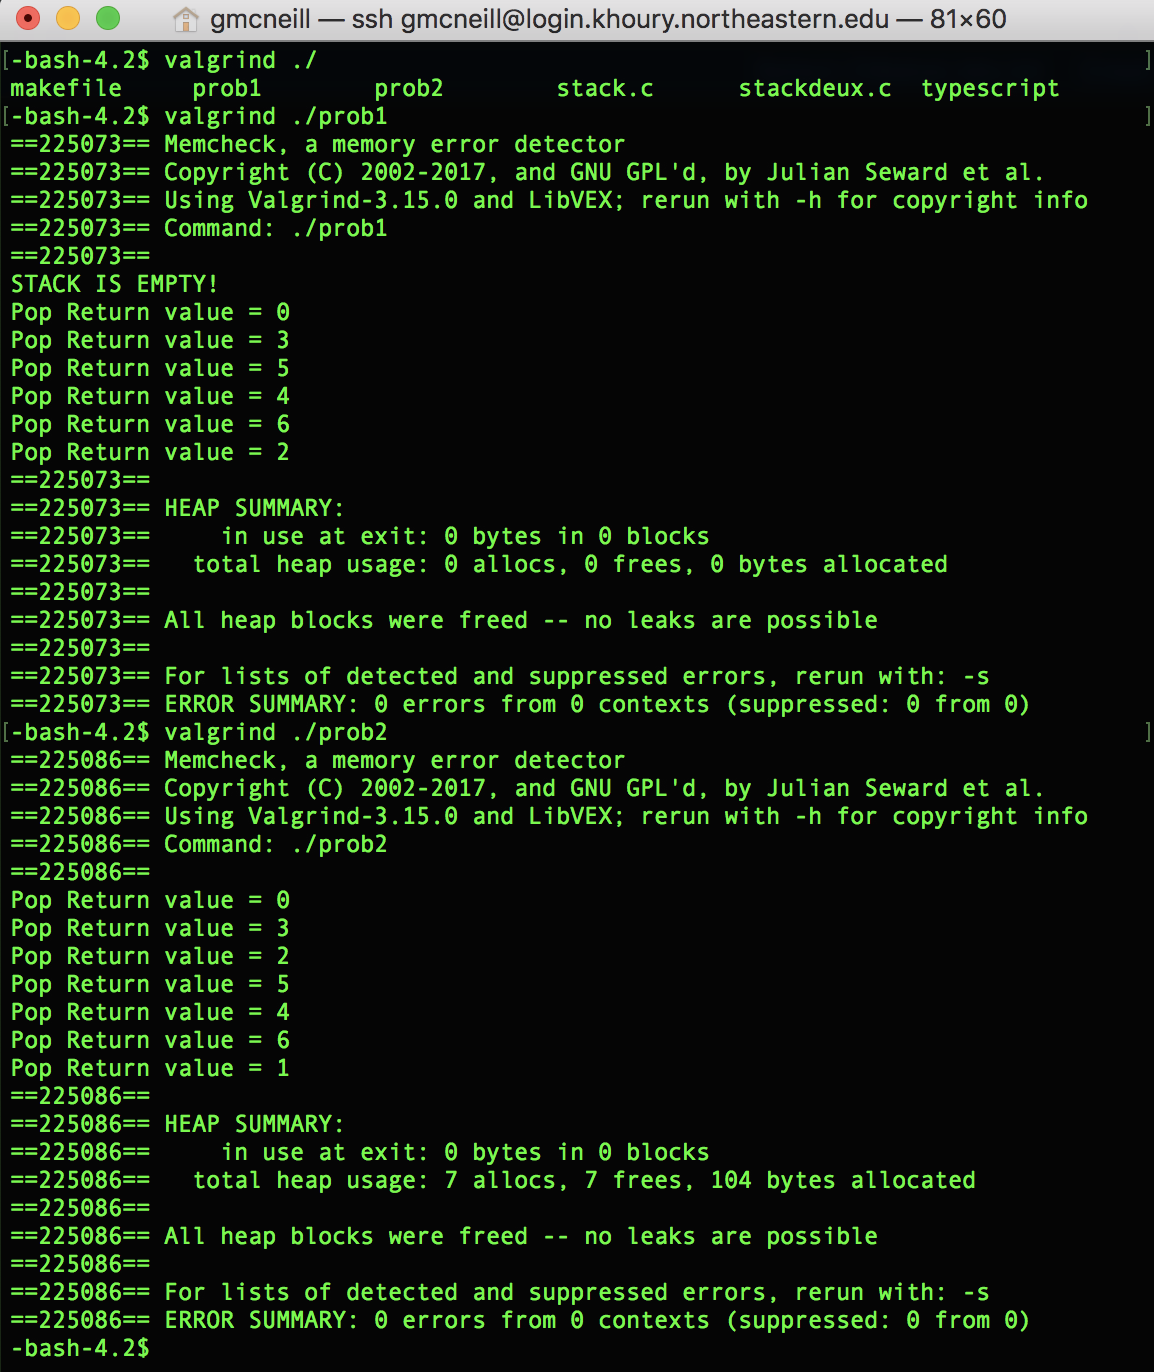 gmcneill — ssh gmcneill@login.khoury.northeastern.edu — 81×60
[-bash-4.2$ valgrind ./ ]
makefile prob1 prob2 stack.c stackdeux.c typescript
[-bash-4.2$ valgrind ./prob1 ]
==225073== Memcheck, a memory error detector
==225073== Copyright (C) 2002-2017, and GNU GPL'd, by Julian Seward et al.
==225073== Using Valgrind-3.15.0 and LibVEX; rerun with -h for copyright info
==225073== Command: ./prob1
==225073==
STACK IS EMPTY!
Pop Return value = 0
Pop Return value = 3
Pop Return value = 5
Pop Return value = 4
Pop Return value = 6
Pop Return value = 2
==225073==
==225073== HEAP SUMMARY:
==225073==     in use at exit: 0 bytes in 0 blocks
==225073==   total heap usage: 0 allocs, 0 frees, 0 bytes allocated
==225073==
==225073== All heap blocks were freed -- no leaks are possible
==225073==
==225073== For lists of detected and suppressed errors, rerun with: -s
==225073== ERROR SUMMARY: 0 errors from 0 contexts (suppressed: 0 from 0)
[-bash-4.2$ valgrind ./prob2 ]
==225086== Memcheck, a memory error detector
==225086== Copyright (C) 2002-2017, and GNU GPL'd, by Julian Seward et al.
==225086== Using Valgrind-3.15.0 and LibVEX; rerun with -h for copyright info
==225086== Command: ./prob2
==225086==
Pop Return value = 0
Pop Return value = 3
Pop Return value = 2
Pop Return value = 5
Pop Return value = 4
Pop Return value = 6
Pop Return value = 1
==225086==
==225086== HEAP SUMMARY:
==225086==     in use at exit: 0 bytes in 0 blocks
==225086==   total heap usage: 7 allocs, 7 frees, 104 bytes allocated
==225086==
==225086== All heap blocks were freed -- no leaks are possible
==225086==
==225086== For lists of detected and suppressed errors, rerun with: -s
==225086== ERROR SUMMARY: 0 errors from 0 contexts (suppressed: 0 from 0)
-bash-4.2$